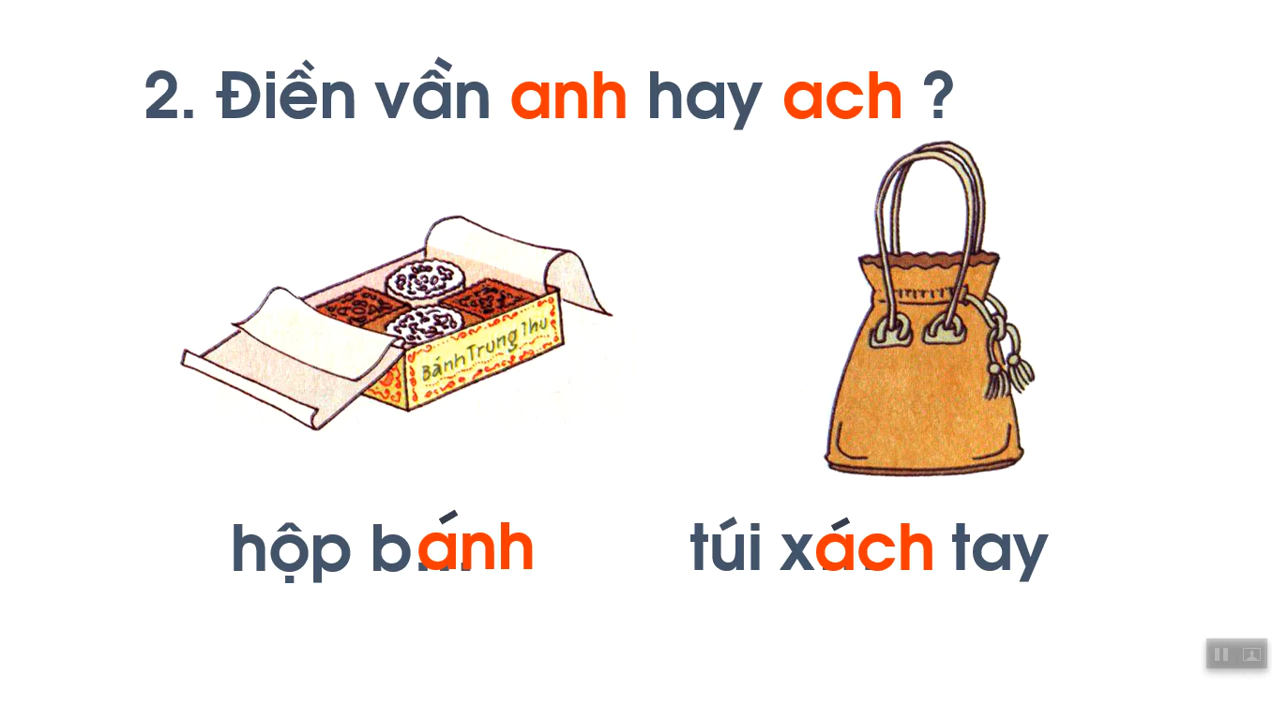 2. Điền vần anh hay ach ?
Bánh Trung Thu
hộp bánh
túi xách tay